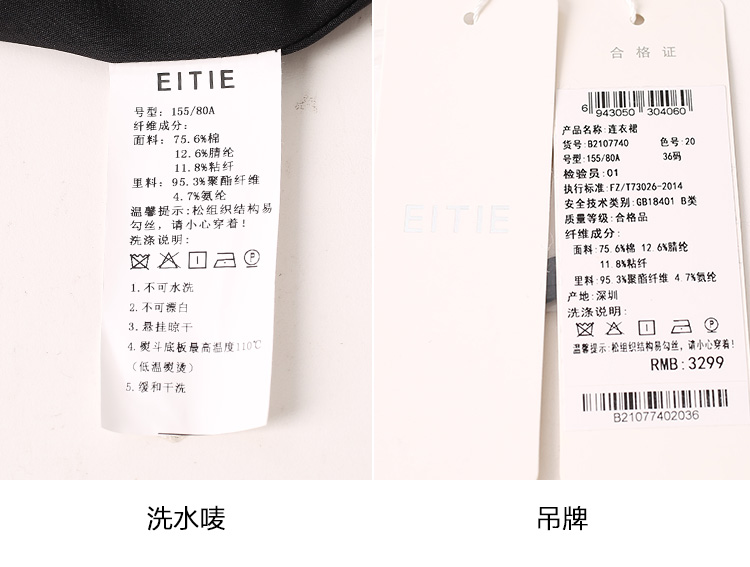 EITIE
号型: 155/80A
纤维成分:
面料: 75.6%棉
12.6%腈纶
11.8%粘纤
里料: 95.3%聚酯纤维
4.7%氨纶
温馨提示:松组织结构易
勾丝，请小心穿着！
洗涤说明:
1.不可水洗
2.不可漂白
3.悬挂晾干
4.熨斗底板最高温度110℃
(低温熨烫)
5.缓和干洗
洗水唛
EITIE
合格证
6 943050 304060
产品名称:连衣裙
货号:B2107740 色号:20
号型:155/80A 36码
检验员:01
执行标准:FZ/T73026-2014
安全技术类别:GB18401 B类
质量等级:合格品
纤维成分:
面料:75.6%棉 12.6%腈纶
11.8%粘纤
里料:95.3%聚酯纤维 4.7%氨纶
产地:深圳
洗涤说明:
温馨提示:松组织结构易勾丝，请小心穿着!
RMB:3299
B21077402036
吊牌